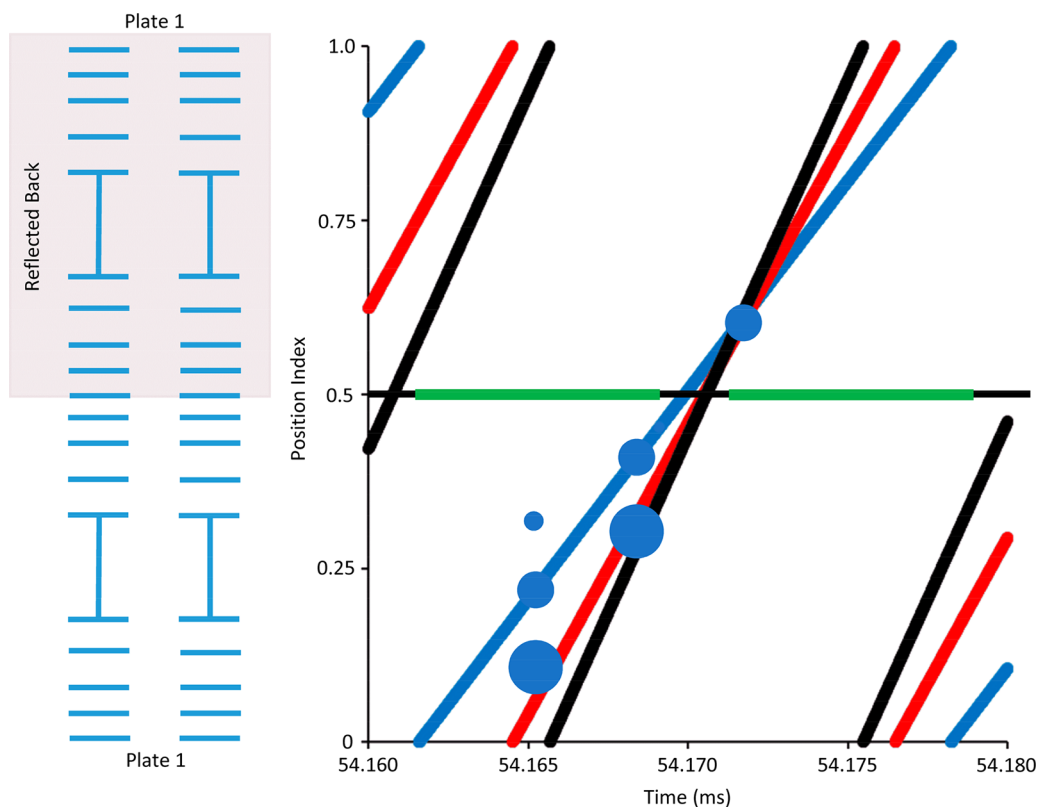 Plate 1
Reflected Back
Plate 1
Position Index
1.0
0.75
0.5
0.25
0
54.160
54.165
54.170
54.175
54.180
Time (ms)